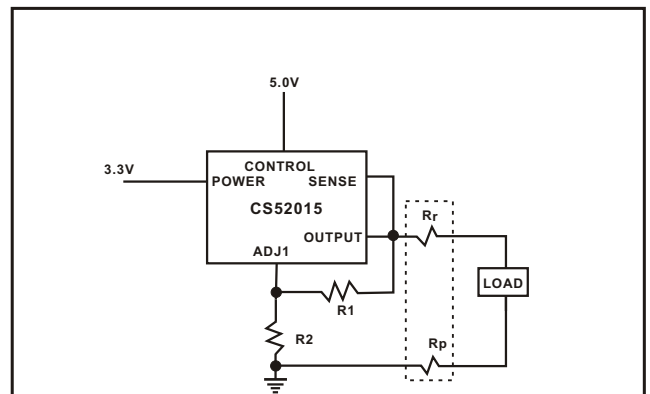 5.0V
3.3V
CONTROL
POWER SENSE
CS52015
OUTPUT
ADJ1
Rr
LOAD
R1
R2
Rp